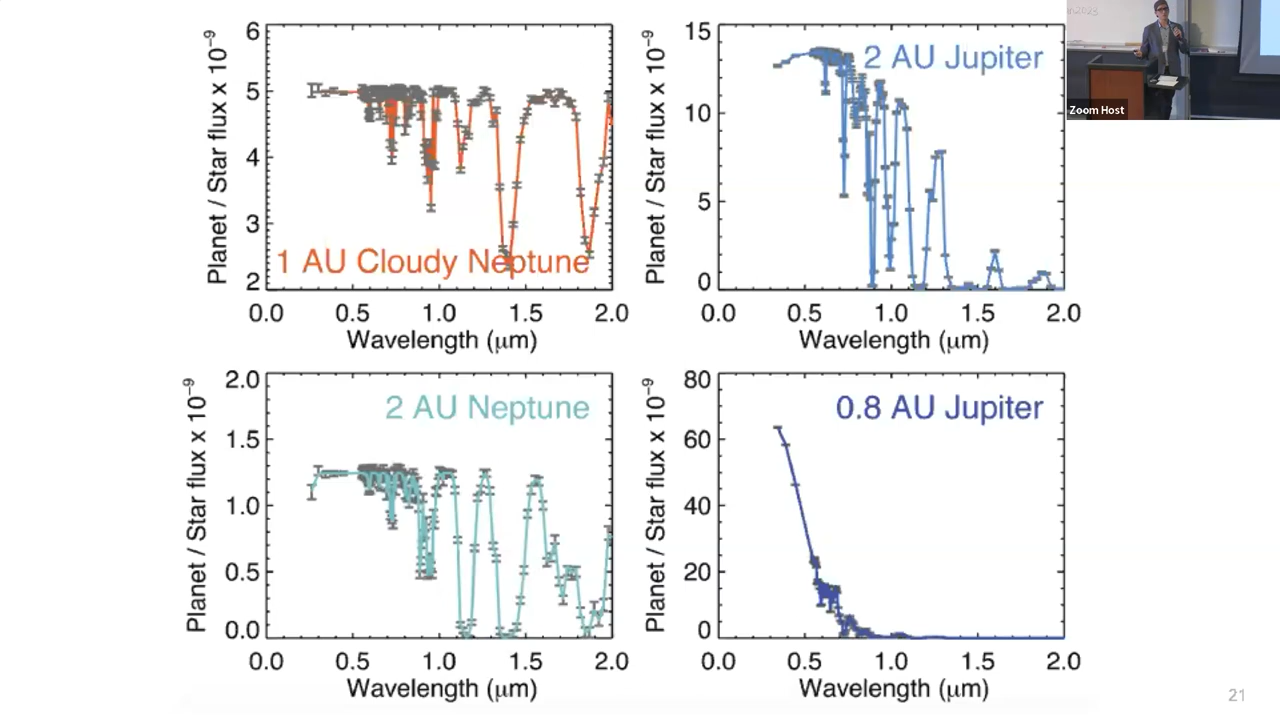 6
5
4
3
2
Planet / Star flux x 10⁻⁹
1 AU Cloudy Neptune
0.0 0.5 1.0 1.5 2.0
Wavelength (μm)
15
10
5
0
Planet / Star flux x 10⁻⁹
2 AU Jupiter
0.0 0.5 1.0 1.5 2.0
Wavelength (μm)
Zoom Host
2.0
1.5
1.0
0.5
0.0
Planet / Star flux x 10⁻⁹
2 AU Neptune
0.0 0.5 1.0 1.5 2.0
Wavelength (μm)
80
60
40
20
0
Planet / Star flux x 10⁻⁹
0.8 AU Jupiter
0.0 0.5 1.0 1.5 2.0
Wavelength (μm)
21